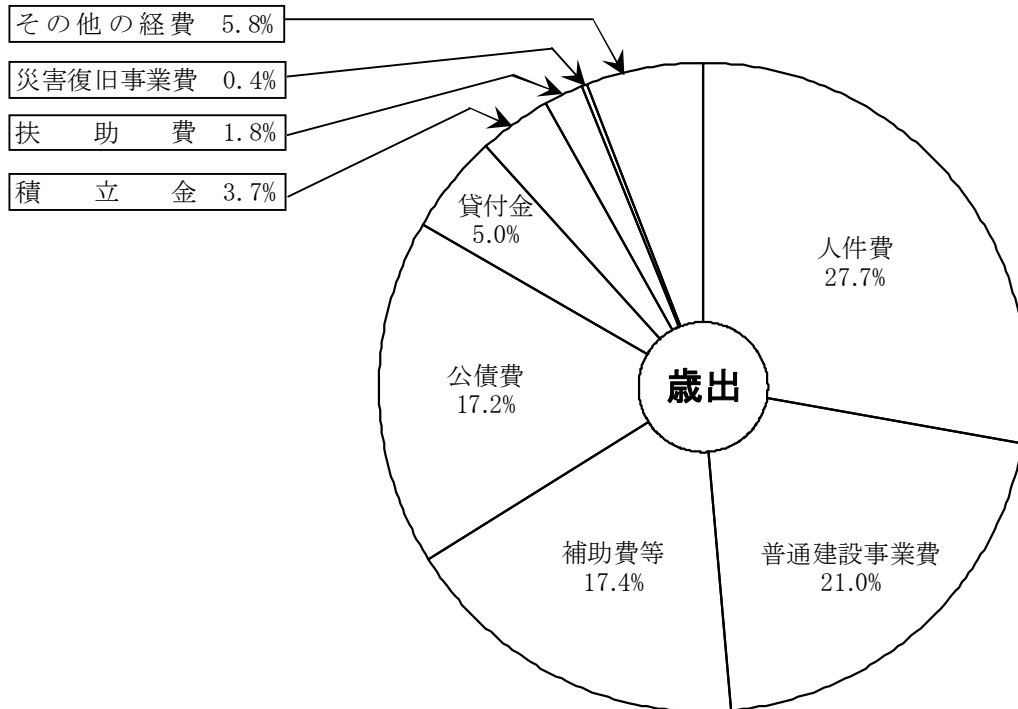 その他の経費 5.8%
災害復旧事業費 0.4%
扶助費 1.8%
積立金 3.7%
貸付金
5.0%
人件費
27.7%
公債費
17.2%
歳出
補助費等
17.4%
普通建設事業費
21.0%